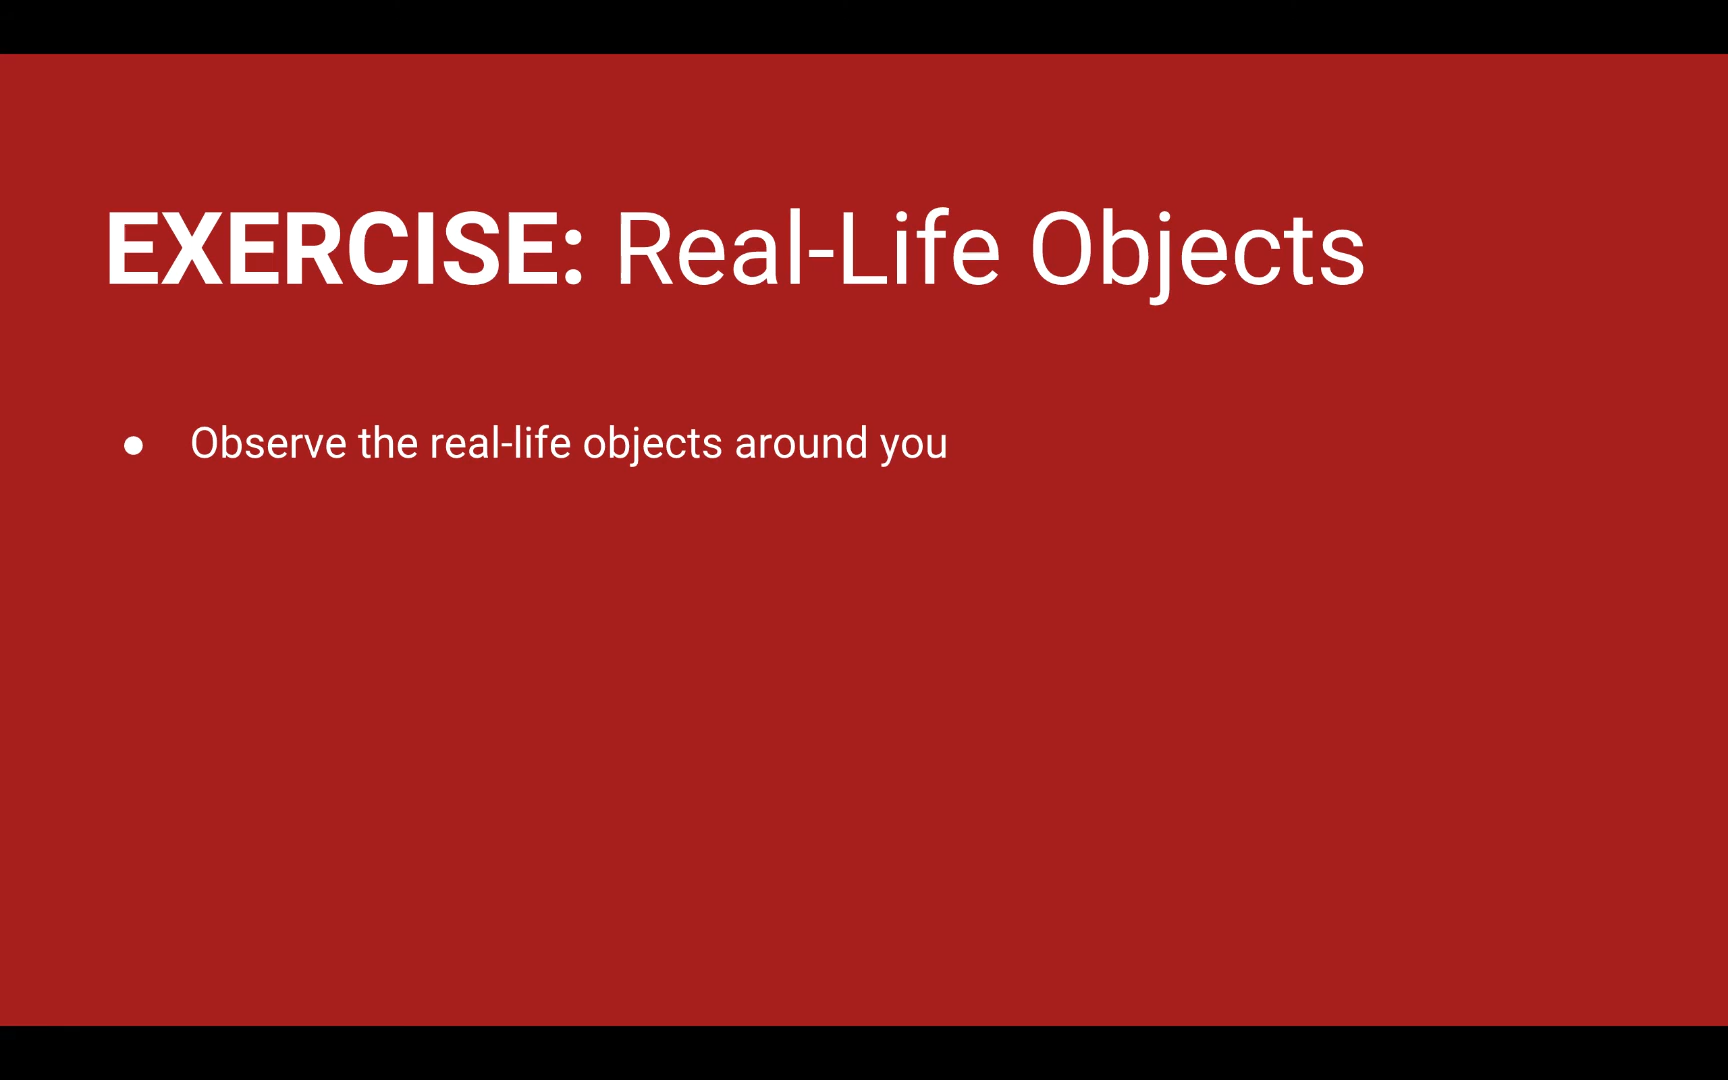 EXERCISE: Real-Life Objects
● Observe the real-life objects around you